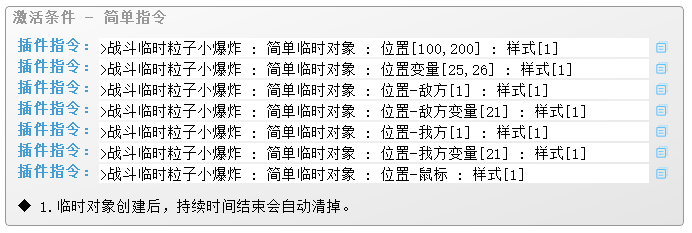 激活条件 - 简单指令
插件指令：>战斗临时粒子小爆炸 : 简单临时对象 : 位置[100,200] : 样式[1]
插件指令：>战斗临时粒子小爆炸 : 简单临时对象 : 位置变量[25,26] : 样式[1]
插件指令：>战斗临时粒子小爆炸 : 简单临时对象 : 位置-敌方[1] : 样式[1]
插件指令：>战斗临时粒子小爆炸 : 简单临时对象 : 位置-敌方变量[21] : 样式[1]
插件指令：>战斗临时粒子小爆炸 : 简单临时对象 : 位置-我方[1] : 样式[1]
插件指令：>战斗临时粒子小爆炸 : 简单临时对象 : 位置-我方变量[21] : 样式[1]
插件指令：>战斗临时粒子小爆炸 : 简单临时对象 : 位置-鼠标 : 样式[1]
◆ 1.临时对象创建后，持续时间结束会自动清掉。